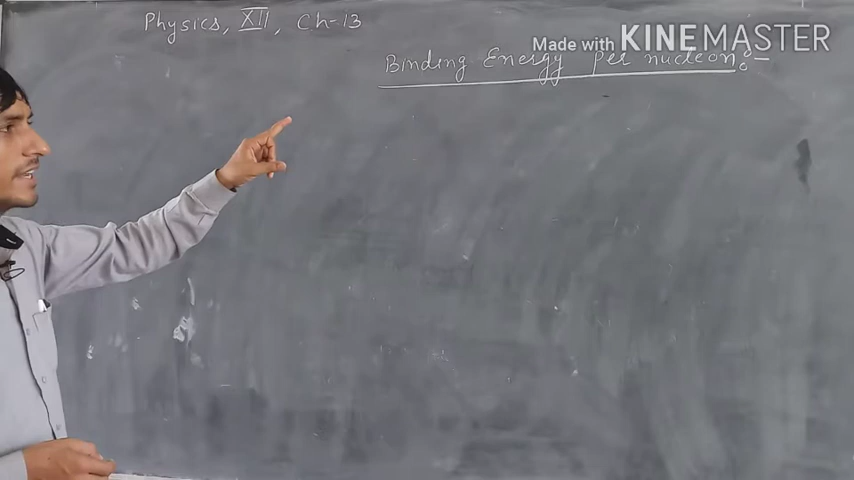 Physics, XII, Ch-13
Made with KINEMASTER
Binding Energy per nucleon:-